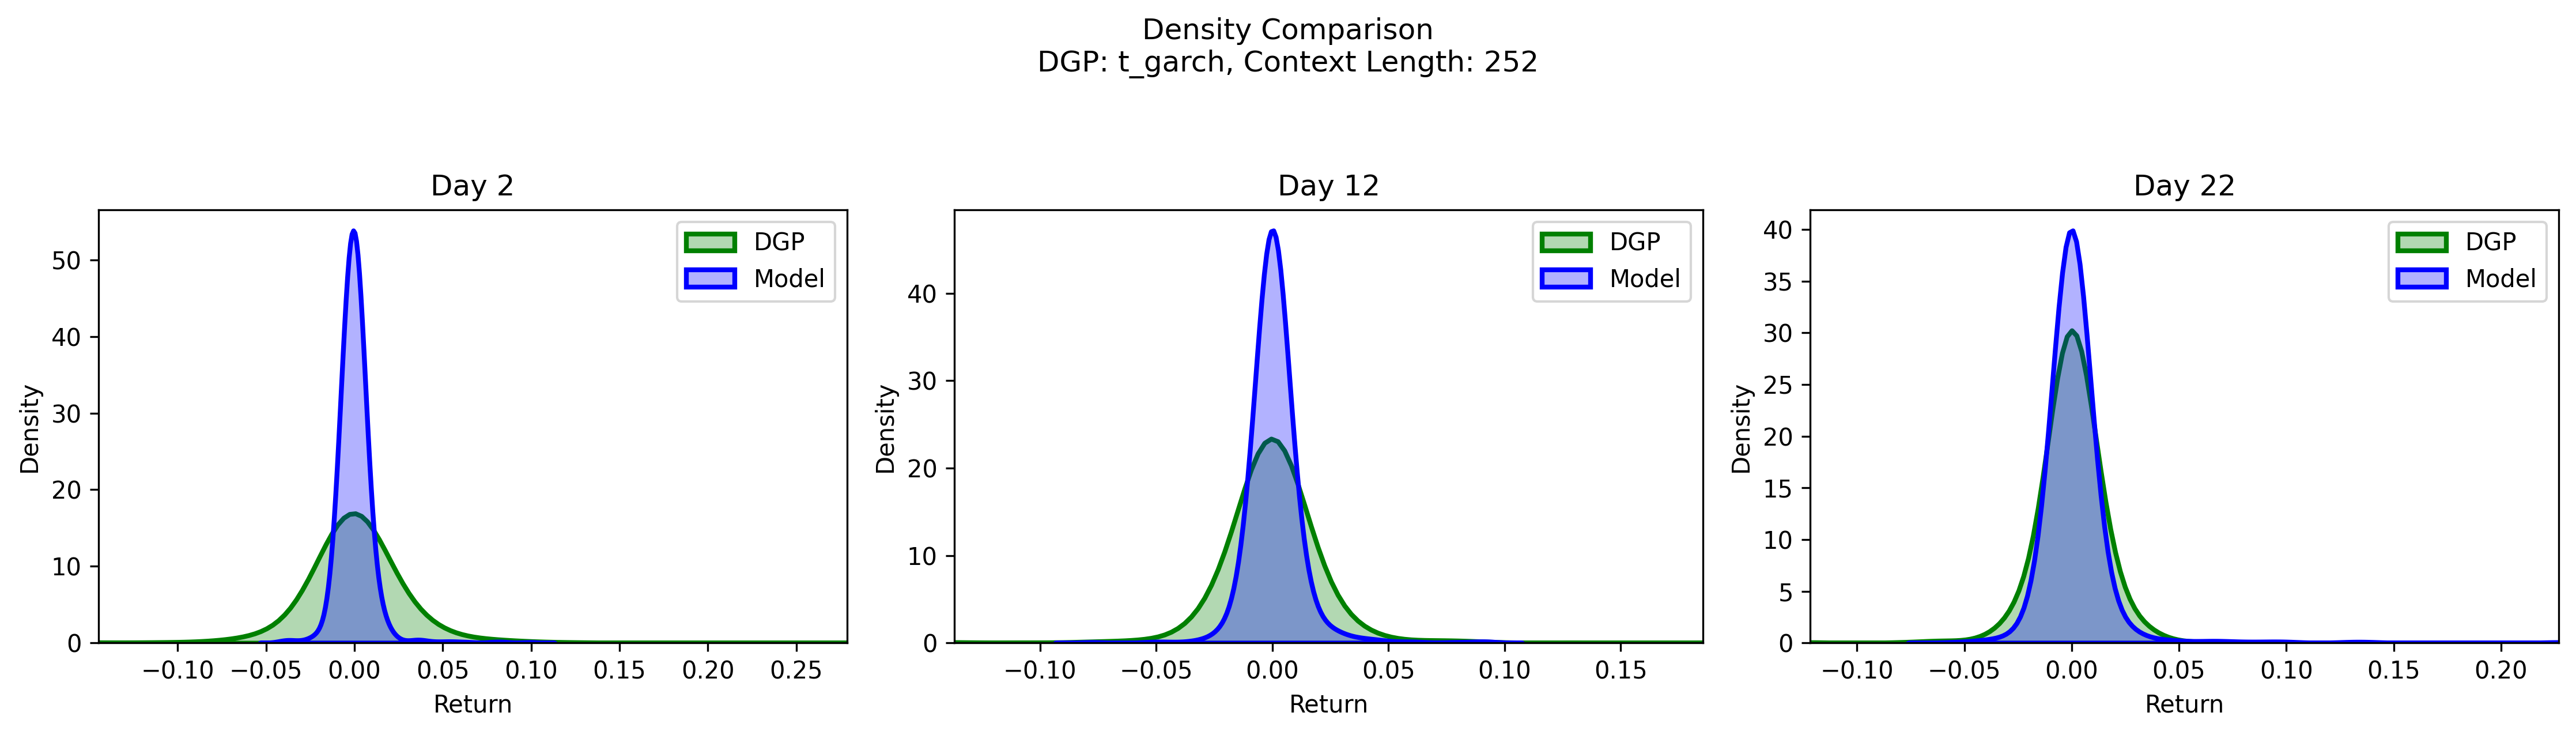 Density Comparison
DGP: t_garch, Context Length: 252
Day 2
50
40
30
20
10
0
Density
−0.10 −0.05 0.00 0.05 0.10 0.15 0.20 0.25
Return
DGP
Model
Day 12
40
30
20
10
0
Density
−0.10 −0.05 0.00 0.05 0.10 0.15
Return
DGP
Model
Day 22
40
35
30
25
20
15
10
5
0
Density
−0.10 −0.05 0.00 0.05 0.10 0.15 0.20
Return
DGP
Model